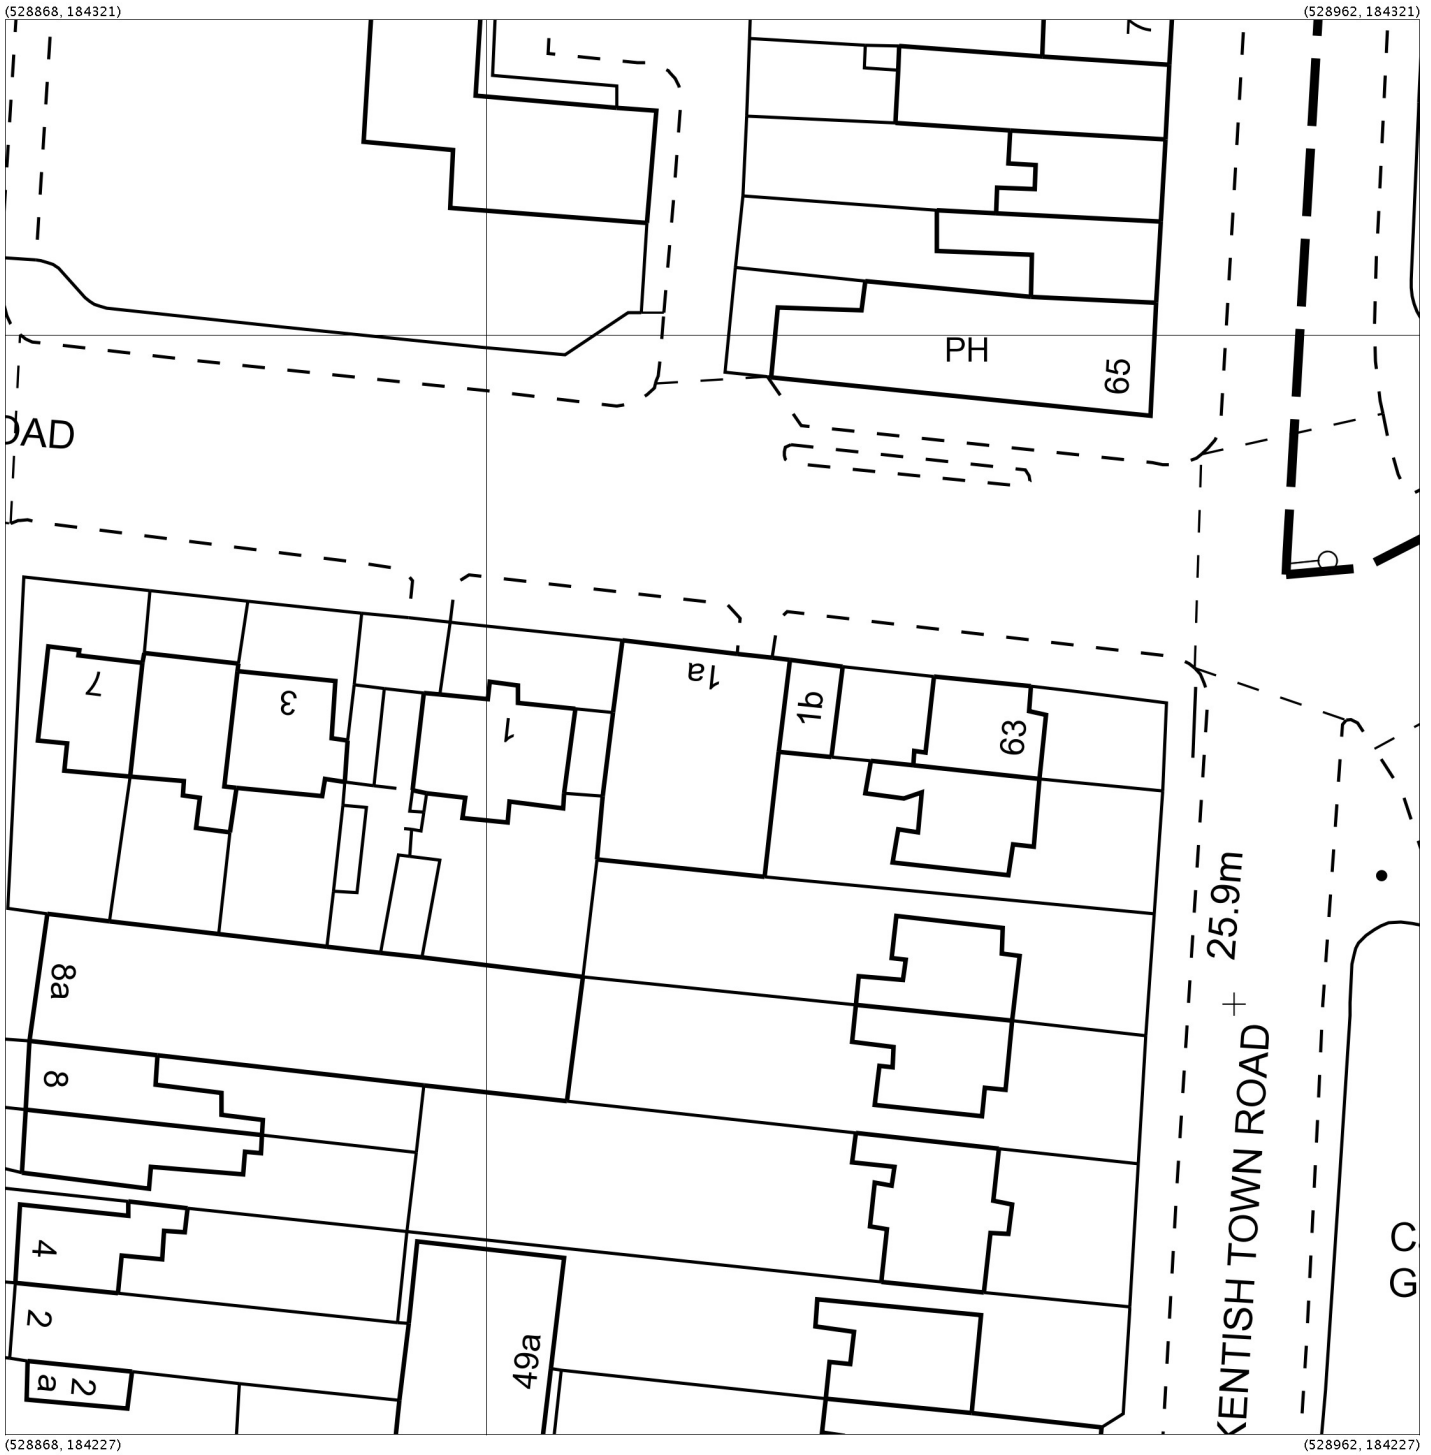 (528868, 184321)
(528962, 184321)
7
PH
65
OAD
7
3
1
1a
1b
63
25.9m
8a
8
KENTISH TOWN ROAD
4
C
G
2
49a
2a
(528868, 184227)
(528962, 184227)